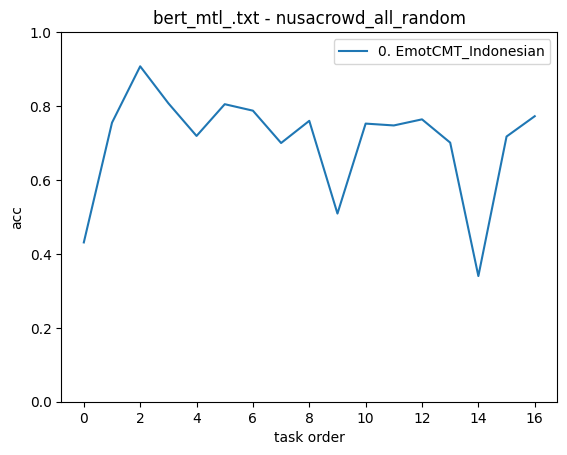 bert_mtl_.txt - nusacrowd_all_random
0. EmotCMT_Indonesian
1.0
0.8
0.6
0.4
0.2
0.0
acc
0 2 4 6 8 10 12 14 16
task order